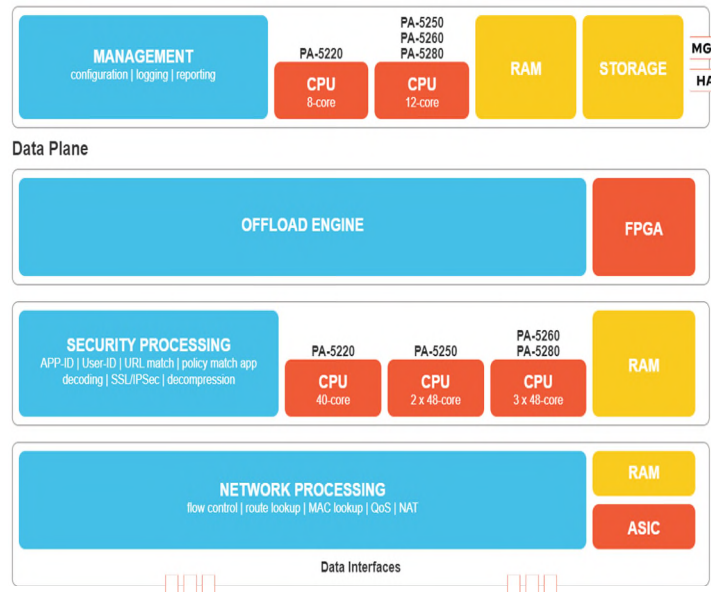 PA-5250
PA-5260
PA-5280
PA-5220
MANAGEMENT
configuration | logging | reporting
CPU
8-core
CPU
12-core
RAM
STORAGE
MG
HA
Data Plane
OFFLOAD ENGINE
FPGA
SECURITY PROCESSING
APP-ID | User-ID | URL match | policy match app
decoding | SSL/IPSec | decompression
PA-5220
CPU
40-core
PA-5250
CPU
2 x 48-core
PA-5260
PA-5280
CPU
3 x 48-core
RAM
NETWORK PROCESSING
flow control | route lookup | MAC lookup | QoS | NAT
RAM
ASIC
Data Interfaces